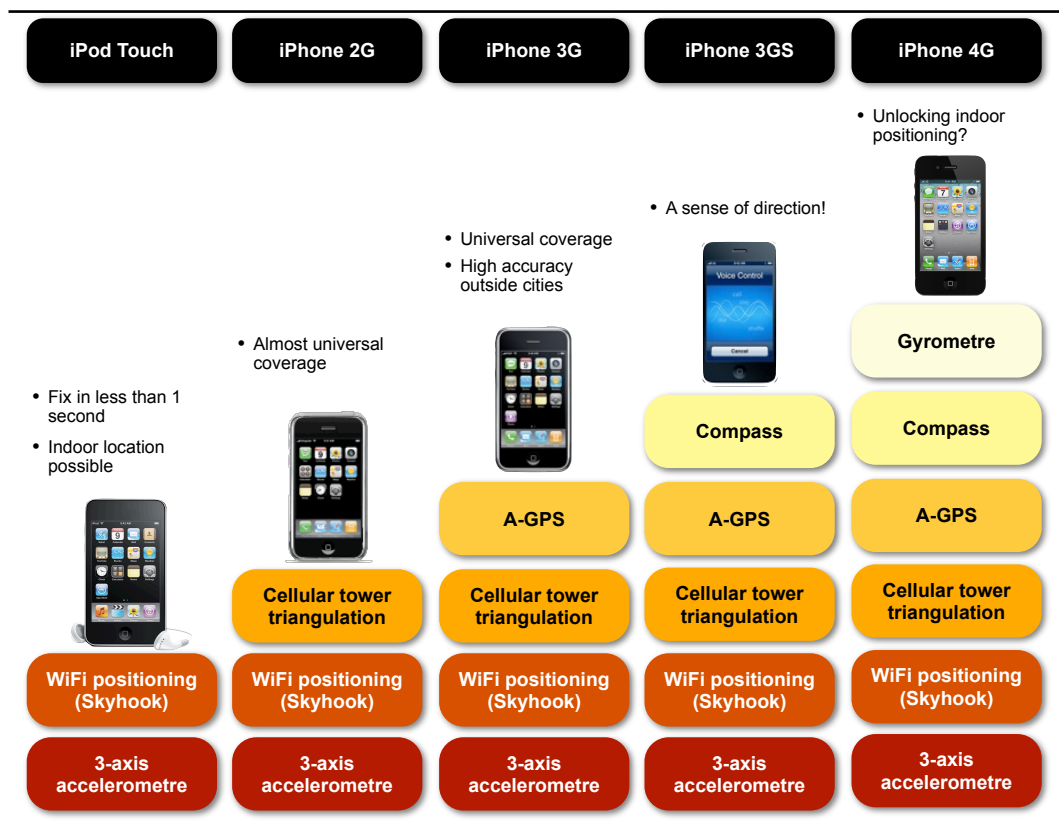 iPod Touch
iPhone 2G
iPhone 3G
iPhone 3GS
iPhone 4G
• Unlocking indoor
positioning?
• A sense of direction!
• Universal coverage
• High accuracy
outside cities
• Almost universal
coverage
• Fix in less than 1
second
• Indoor location
possible
Voice Control
Cancel
Gyrometre
Compass
Compass
A-GPS
A-GPS
A-GPS
Cellular tower
triangulation
Cellular tower
triangulation
Cellular tower
triangulation
Cellular tower
triangulation
WiFi positioning
(Skyhook)
WiFi positioning
(Skyhook)
WiFi positioning
(Skyhook)
WiFi positioning
(Skyhook)
WiFi positioning
(Skyhook)
3-axis
accelerometre
3-axis
accelerometre
3-axis
accelerometre
3-axis
accelerometre
3-axis
accelerometre